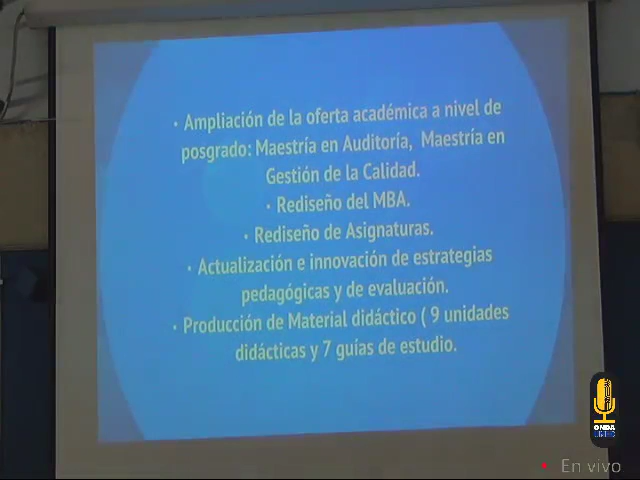 · Ampliación de la oferta académica a nivel de
posgrado: Maestría en Auditoría, Maestría en
Gestión de la Calidad.
· Rediseño del MBA.
· Rediseño de Asignaturas.
· Actualización e innovación de estrategias
pedagógicas y de evaluación.
· Producción de Material didáctico ( 9 unidades
didácticas y 7 guías de estudio.
ONDA
UNED
• En vivo